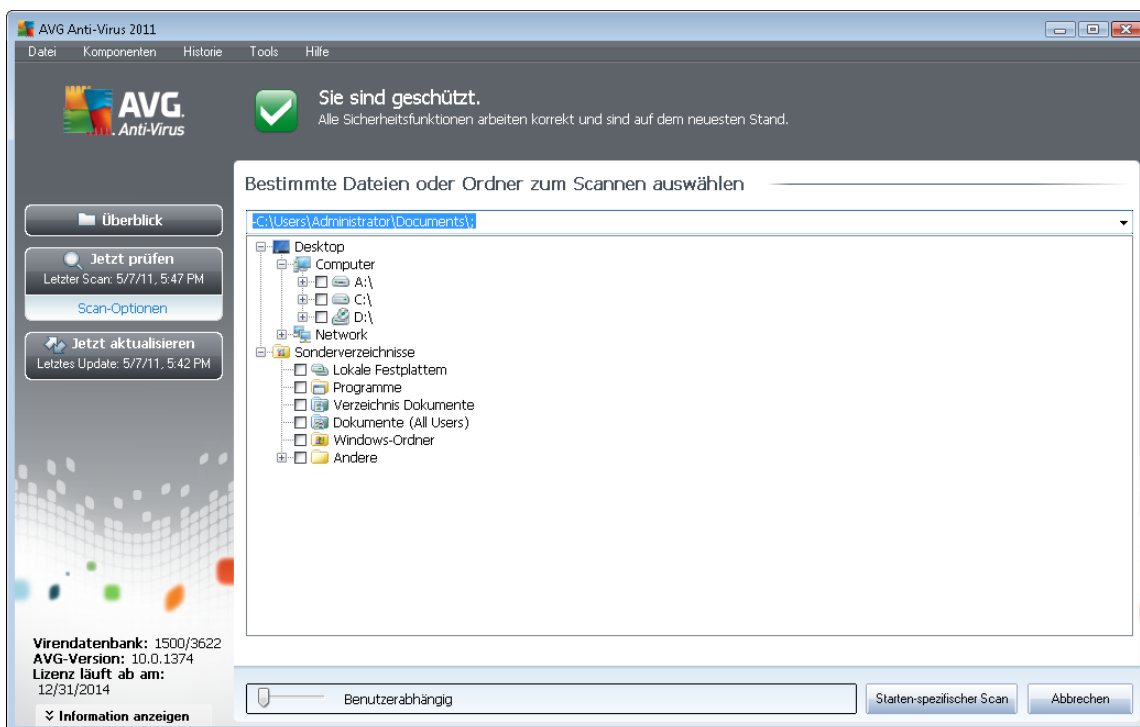 AVG Anti-Virus 2011
Datei Komponenten Historie Tools Hilfe
AVG.
Anti-Virus
Sie sind geschützt.
Alle Sicherheitsfunktionen arbeiten korrekt und sind auf dem neuesten Stand.
Überblick
Jetzt prüfen
Letzter Scan: 5/7/11, 5:47 PM
Scan-Optionen
Jetzt aktualisieren
Letztes Update: 5/7/11, 5:42 PM
Virendatenbank: 1500/3622
AVG-Version: 10.0.1374
Lizenz läuft ab am:
12/31/2014
Information anzeigen
Bestimmte Dateien oder Ordner zum Scannen auswählen
-C:\Users\Administrator\Documents\;
Desktop
Computer
A:\
C:\
D:\
Network
Sonderverzeichnisse
Lokale Festplattem
Programme
Verzeichnis Dokumente
Dokumente (All Users)
Windows-Ordner
Andere
Benutzerabhängig
Starten-spezifischer Scan
Abbrechen